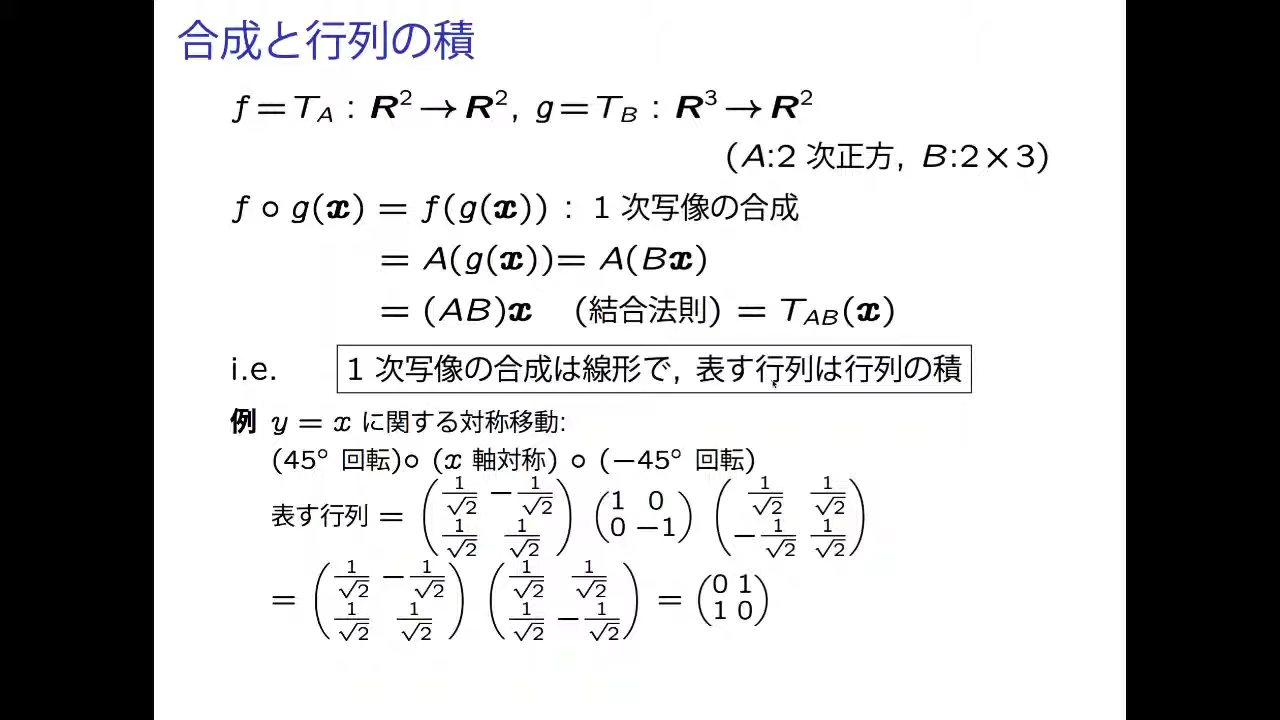 合成と行列の積
f = T_A : R² → R², g = T_B : R³ → R²
(A:2 次正方, B:2×3)
f ∘ g(x) = f(g(x)) : 1 次写像の合成
= A(g(x)) = A(Bx)
= (AB)x (結合法則) = T_{AB}(x)
i.e. 1 次写像の合成は線形で, 表す行列は行列の積
例 y = x に関する対称移動:
(45° 回転)∘ (x 軸対称) ∘ (−45° 回転)
表す行列 = \begin{pmatrix} \frac{1}{\sqrt{2}} & -\frac{1}{\sqrt{2}} \\ \frac{1}{\sqrt{2}} & \frac{1}{\sqrt{2}} \end{pmatrix} \begin{pmatrix} 1 & 0 \\ 0 & -1 \end{pmatrix} \begin{pmatrix} \frac{1}{\sqrt{2}} & \frac{1}{\sqrt{2}} \\ -\frac{1}{\sqrt{2}} & \frac{1}{\sqrt{2}} \end{pmatrix}
= \begin{pmatrix} \frac{1}{\sqrt{2}} & -\frac{1}{\sqrt{2}} \\ \frac{1}{\sqrt{2}} & \frac{1}{\sqrt{2}} \end{pmatrix} \begin{pmatrix} \frac{1}{\sqrt{2}} & \frac{1}{\sqrt{2}} \\ \frac{1}{\sqrt{2}} & -\frac{1}{\sqrt{2}} \end{pmatrix} = \begin{pmatrix} 0 & 1 \\ 1 & 0 \end{pmatrix}